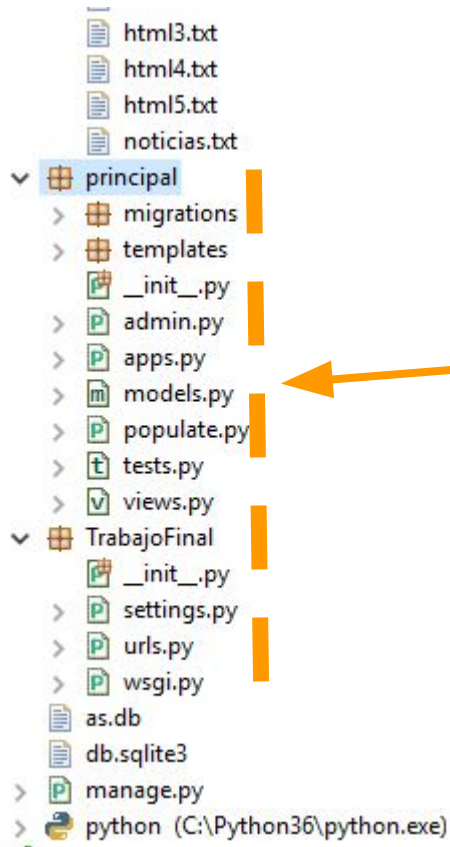 html3.txt
html4.txt
html5.txt
noticias.txt
principal
migrations
templates
__init__.py
admin.py
apps.py
models.py
populate.py
tests.py
views.py
TrabajoFinal
__init__.py
settings.py
urls.py
wsgi.py
as.db
db.sqlite3
manage.py
python (C:\Python36\python.exe)